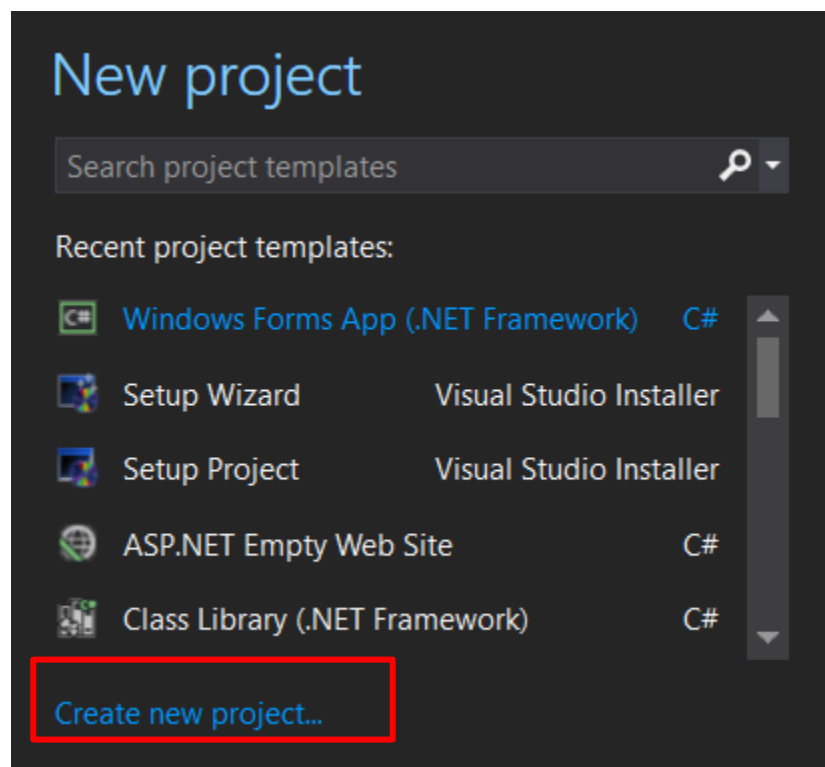 New project
Search project templates
Recent project templates:
C# Windows Forms App (.NET Framework) C#
Setup Wizard Visual Studio Installer
Setup Project Visual Studio Installer
ASP.NET Empty Web Site C#
Class Library (.NET Framework) C#
Create new project...